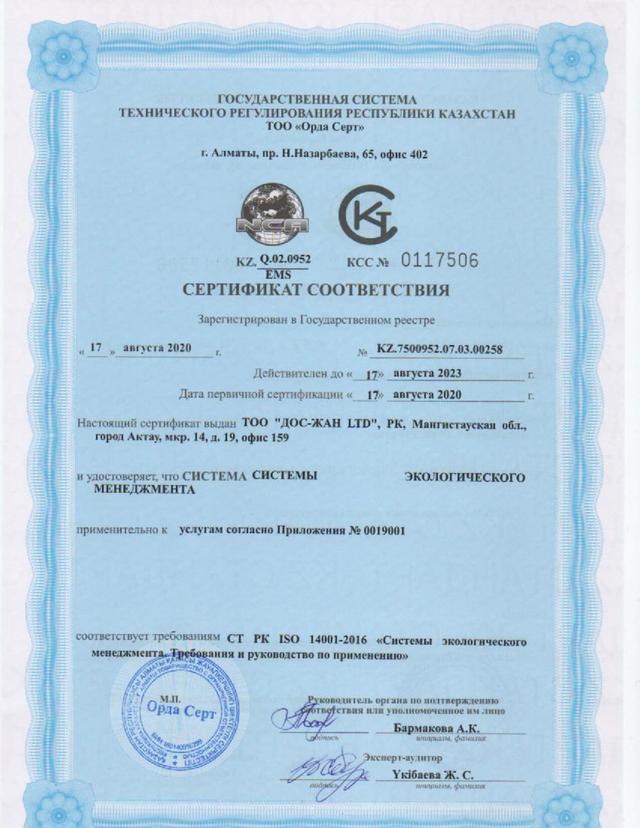 ГОСУДАРСТВЕННАЯ СИСТЕМА
ТЕХНИЧЕСКОГО РЕГУЛИРОВАНИЯ РЕСПУБЛИКИ КАЗАХСТАН
ТОО «Орда Серт»
г. Алматы, пр. Н.Назарбаева, 65, офис 402
NCA
KZ. Q.02.0952 КСС № 0117506
EMS
СЕРТИФИКАТ СООТВЕТСТВИЯ
Зарегистрирован в Государственном реестре
« 17 » августа 2020 г. № KZ.7500952.07.03.00258
Действителен до « 17» августа 2023 г.
Дата первичной сертификации « 17» августа 2020 г.
Настоящий сертификат выдан ТОО "ДОС-ЖАН LTD", РК, Мангистауская обл.,
город Актау, мкр. 14, д. 19, офис 159
и удостоверяет, что СИСТЕМА СИСТЕМЫ ЭКОЛОГИЧЕСКОГО
МЕНЕДЖМЕНТА
применительно к услугам согласно Приложения № 0019001
соответствует требованиям СТ РК ISO 14001-2016 «Системы экологического
менеджмента. Требования и руководство по применению»
М.П.
Орда Серт
Руководитель органа по подтверждению
соответствия или уполномоченное им лицо
Бармакова А.К.
подпись инициалы, фамилия
Эксперт-аудитор
Үкібаева Ж. С.
подпись инициалы, фамилия